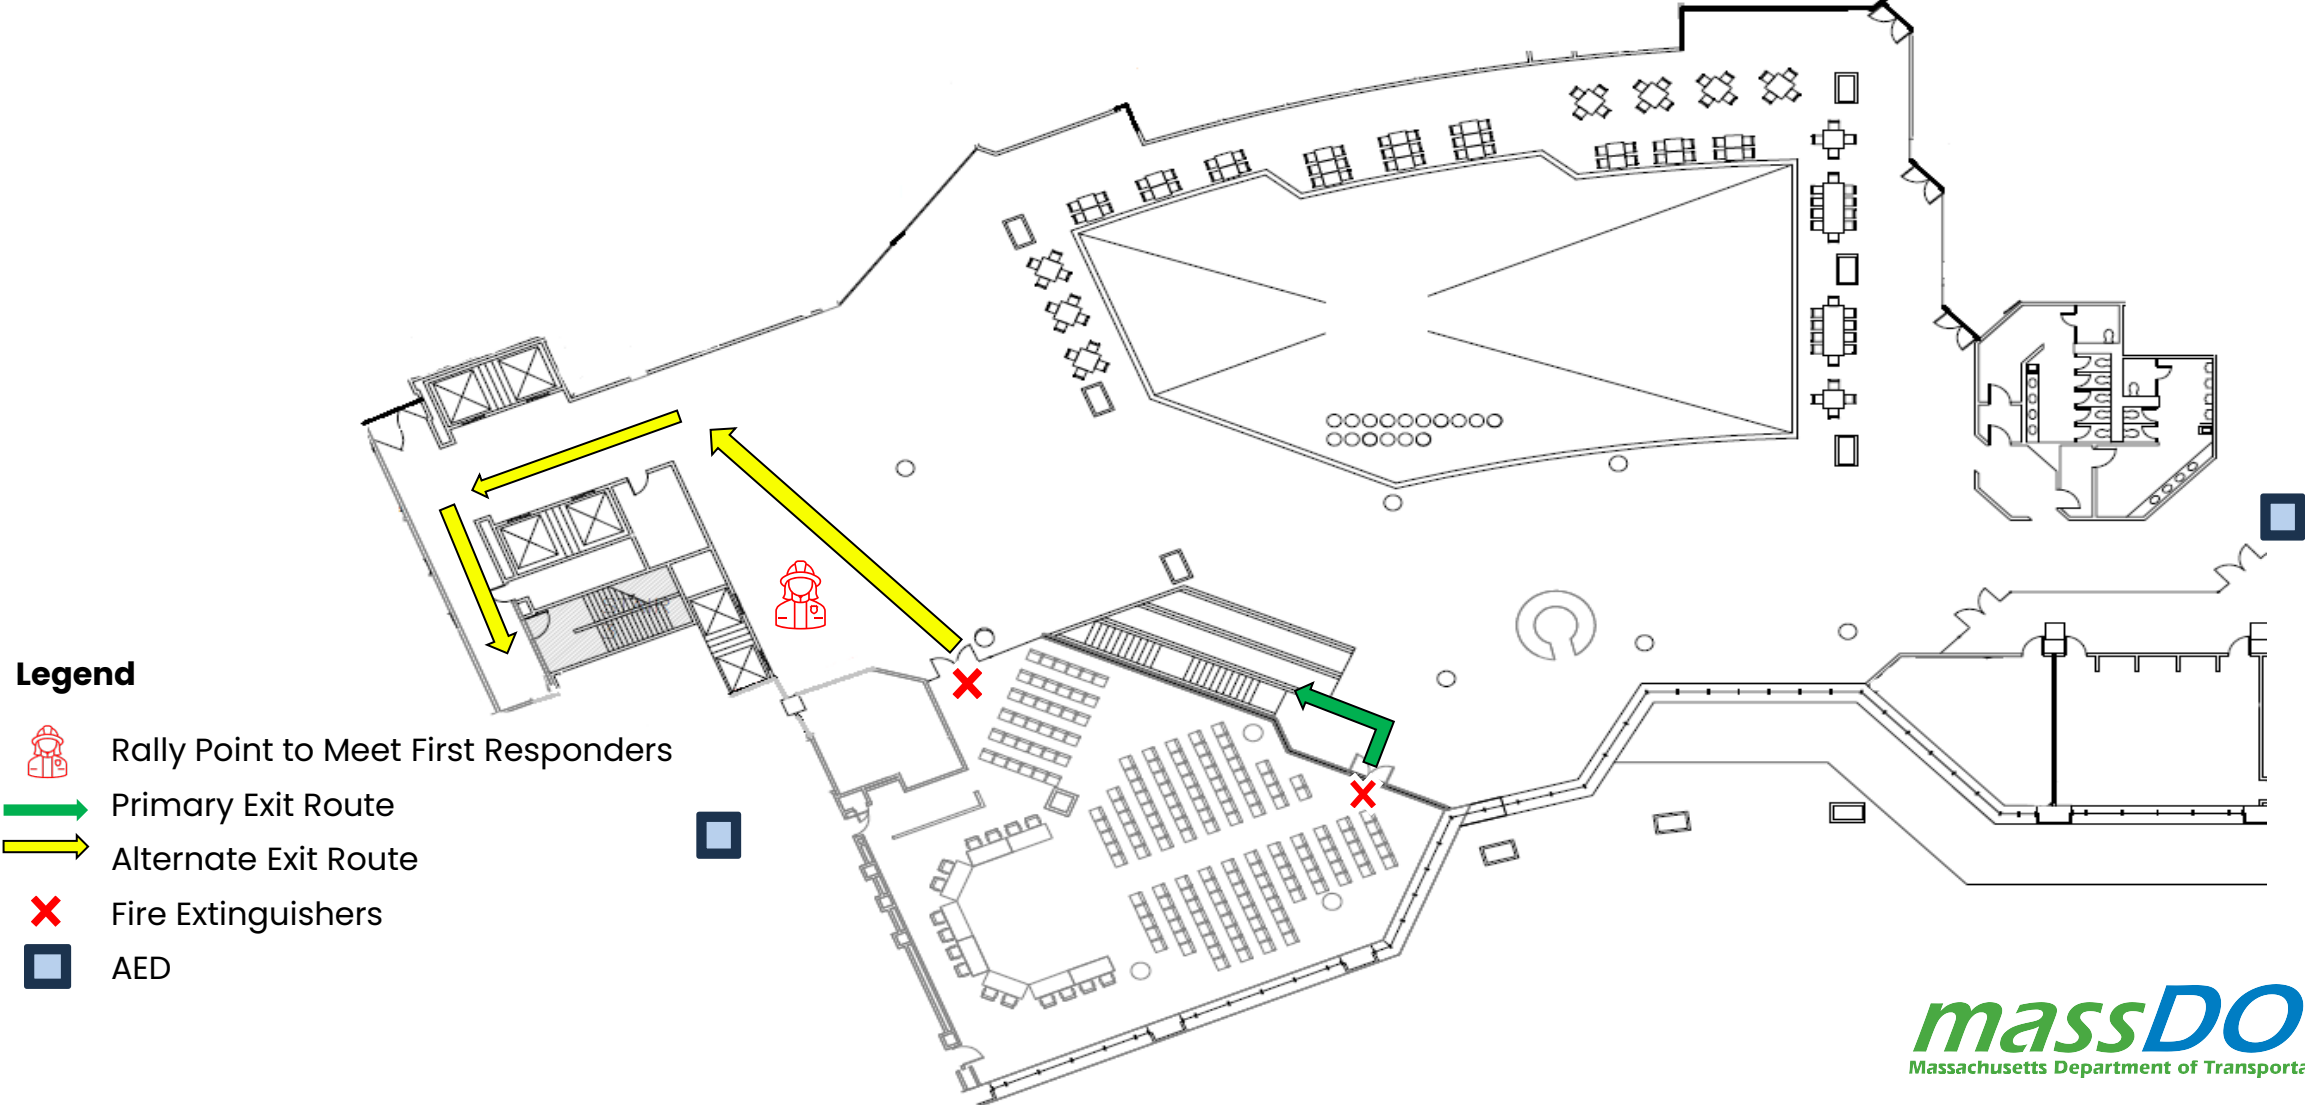 Legend
Rally Point to Meet First Responders
Primary Exit Route
Alternate Exit Route
Fire Extinguishers
AED
massDO
Massachusetts Department of Transporta